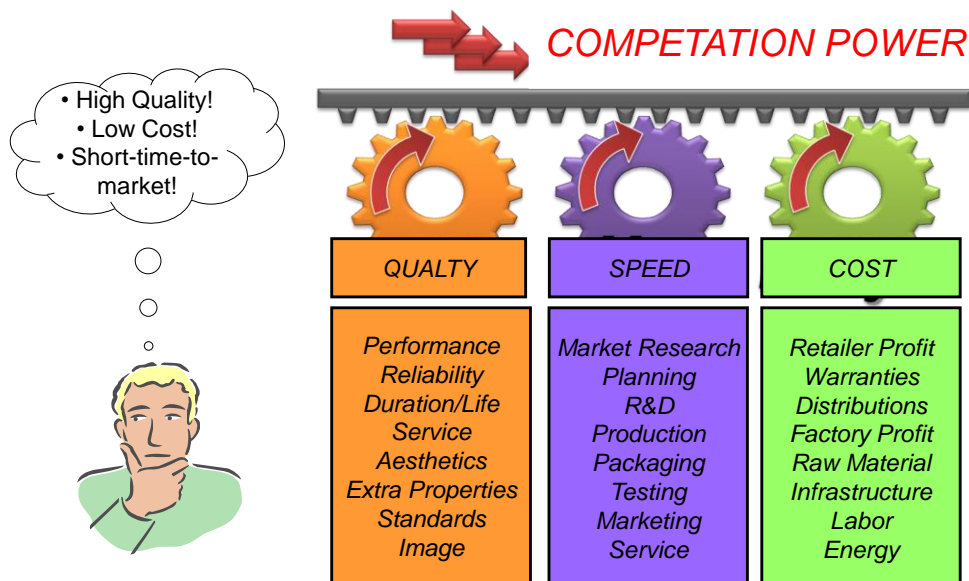 COMPETATION POWER
• High Quality!
• Low Cost!
• Short-time-to-
market!
QUALTY
SPEED
COST
Performance
Reliability
Duration/Life
Service
Aesthetics
Extra Properties
Standards
Image
Market Research
Planning
R&D
Production
Packaging
Testing
Marketing
Service
Retailer Profit
Warranties
Distributions
Factory Profit
Raw Material
Infrastructure
Labor
Energy